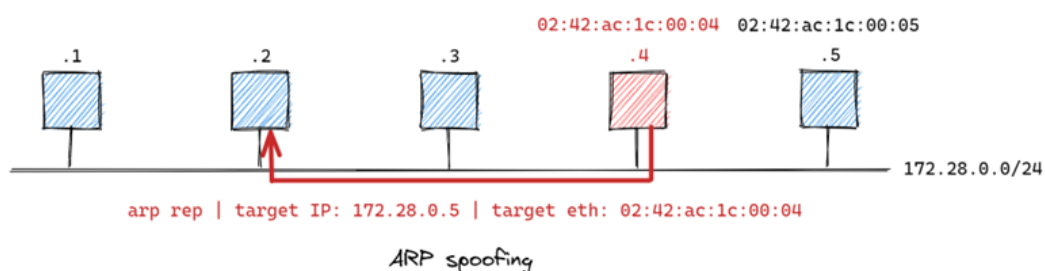 02:42:ac:1c:00:04 02:42:ac:1c:00:05
.1 .2 .3 .4 .5
172.28.0.0/24
arp rep | target IP: 172.28.0.5 | target eth: 02:42:ac:1c:00:04
ARP spoofing